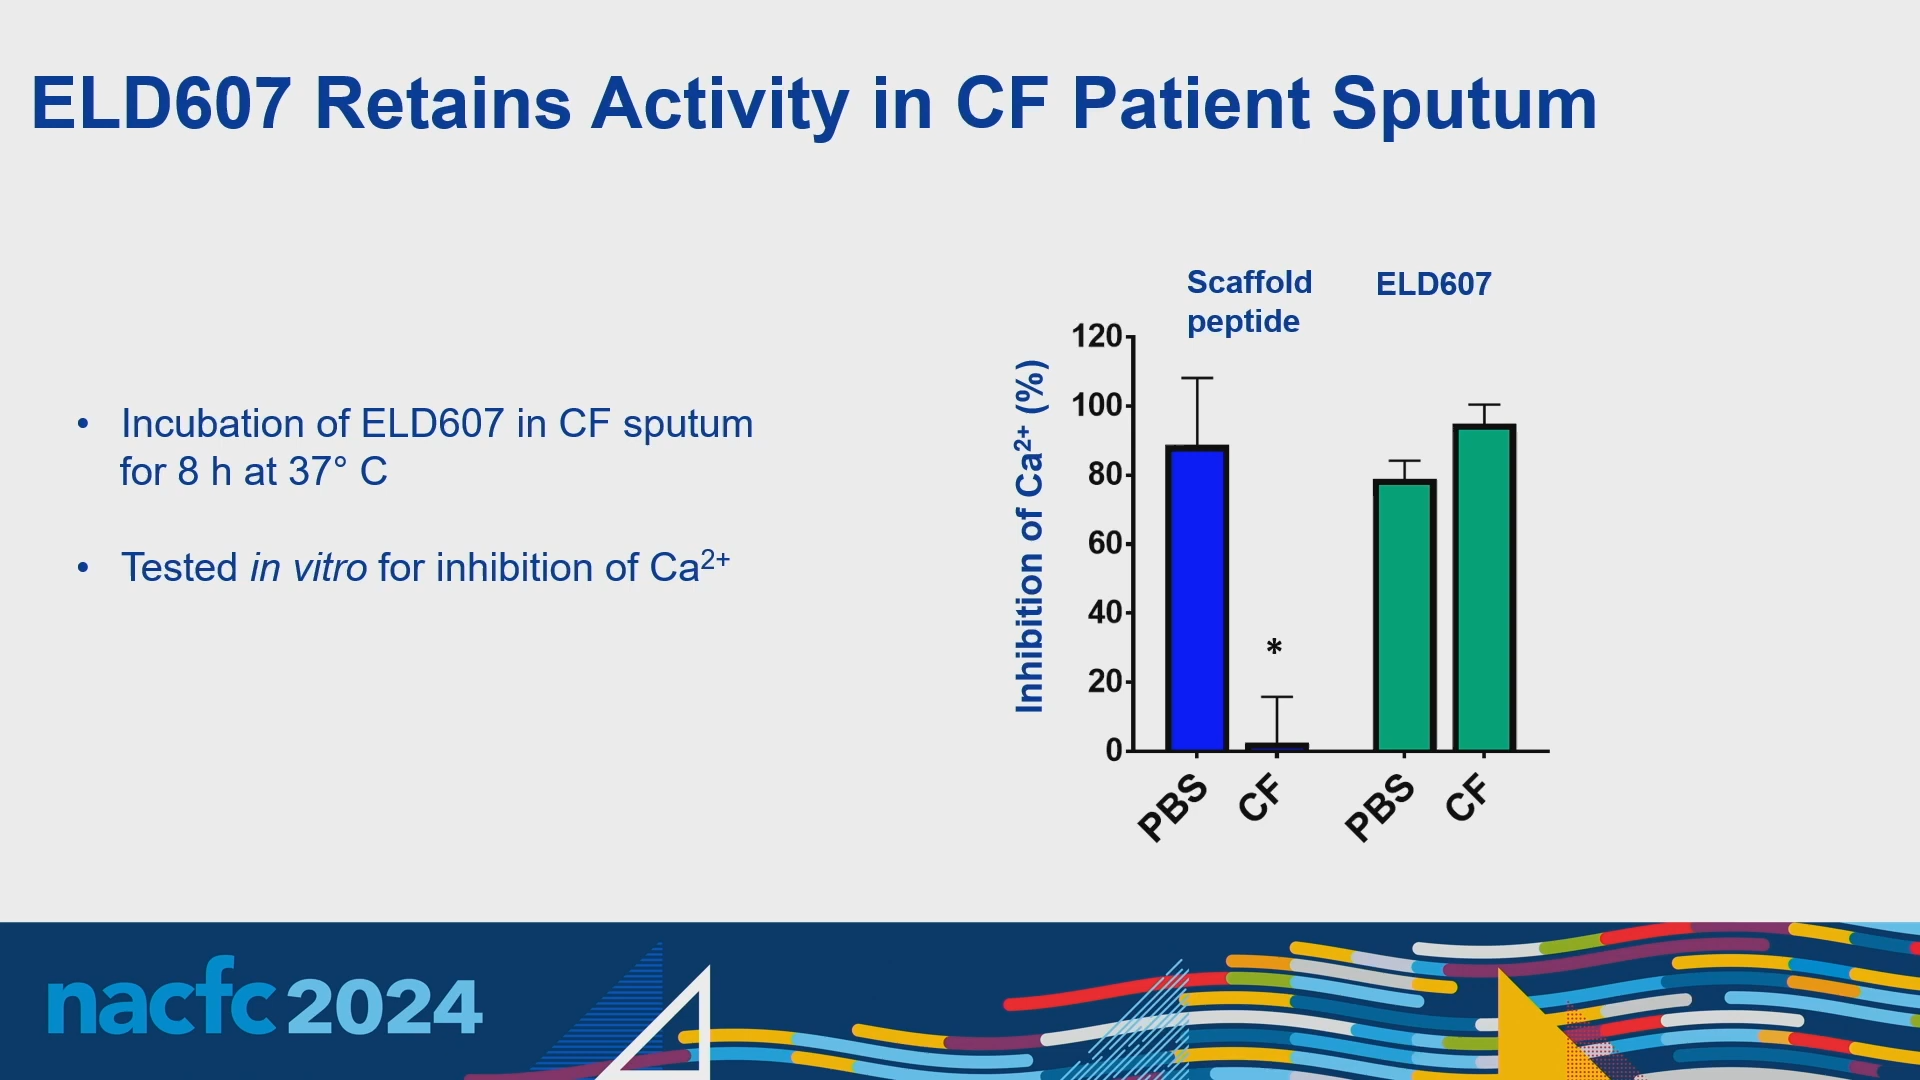 ELD607 Retains Activity in CF Patient Sputum
• Incubation of ELD607 in CF sputum
for 8 h at 37° C
• Tested in vitro for inhibition of Ca²⁺
Scaffold
peptide
ELD607
Inhibition of Ca²⁺ (%)
120
100
80
60
40
20
0
*
PBS
CF
PBS
CF
nacfc 2024